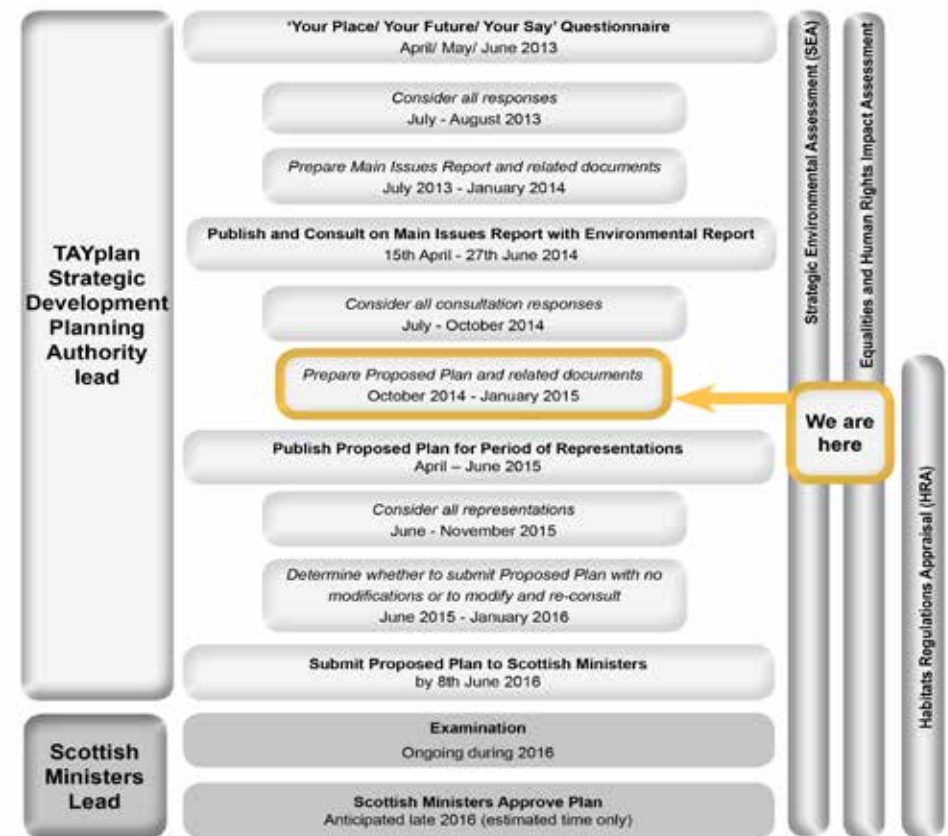 ‘Your Place/ Your Future/ Your Say’ Questionnaire
April/ May/ June 2013
Consider all responses
July - August 2013
Prepare Main Issues Report and related documents
July 2013 - January 2014
Publish and Consult on Main Issues Report with Environmental Report
15th April - 27th June 2014
Consider all consultation responses
July - October 2014
Prepare Proposed Plan and related documents
October 2014 - January 2015
Publish Proposed Plan for Period of Representations
April – June 2015
Consider all representations
June - November 2015
Determine whether to submit Proposed Plan with no
modifications or to modify and re-consult
June 2015 - January 2016
Submit Proposed Plan to Scottish Ministers
by 8th June 2016
Examination
Ongoing during 2016
Scottish Ministers Approve Plan
Anticipated late 2016 (estimated time only)
TAYplan
Strategic
Development
Planning
Authority
lead
Scottish
Ministers
Lead
Strategic Environmental Assessment (SEA)
Equalities and Human Rights Impact Assessment
We are
here
Habitats Regulations Appraisal (HRA)